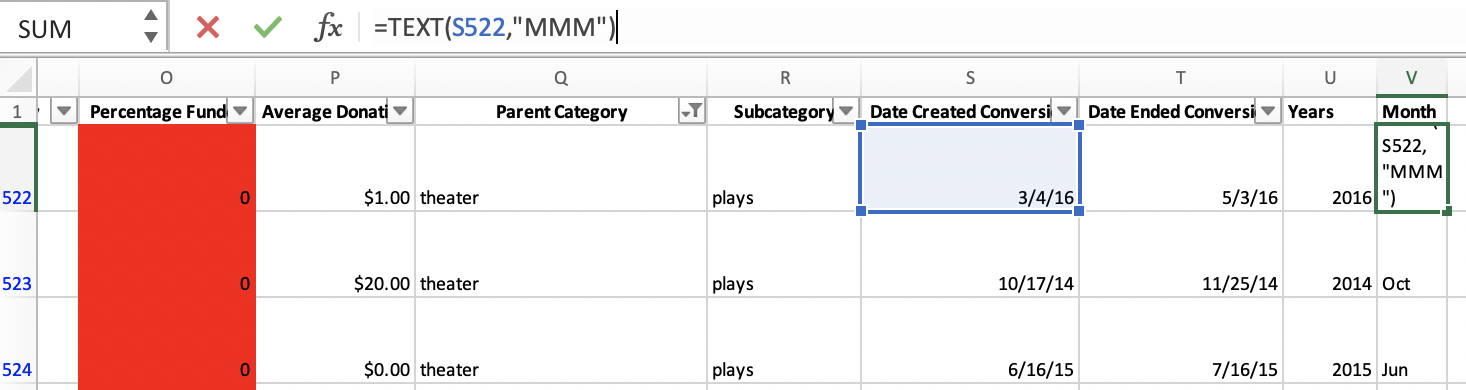 SUM fx =TEXT(S522,"MMM")
O P Q R S T U V
1 Percentage Fund Average Donati Parent Category Subcategory Date Created Conversi Date Ended Conversi Years Month
S522,
"MMM
522 0 $1.00 theater plays 3/4/16 5/3/16 2016 ")
523 0 $20.00 theater plays 10/17/14 11/25/14 2014 Oct
524 0 $0.00 theater plays 6/16/15 7/16/15 2015 Jun